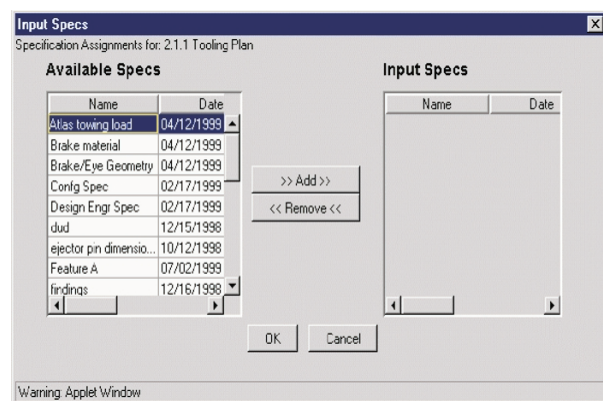 Input Specs
Specification Assignments for: 2.1.1 Tooling Plan
Available Specs
Input Specs
Name Date
Atlas towing load 04/12/1999
Brake material 04/12/1999
Brake/Eye Geometry 04/12/1999
Confg Spec 02/17/1999
Design Engr Spec 02/17/1999
dud 12/15/1998
ejector pin dimensio... 10/12/1998
Feature A 07/02/1999
findings 12/16/1998
>> Add >>
<< Remove <<
Name Date
OK Cancel
Warning: Applet Window